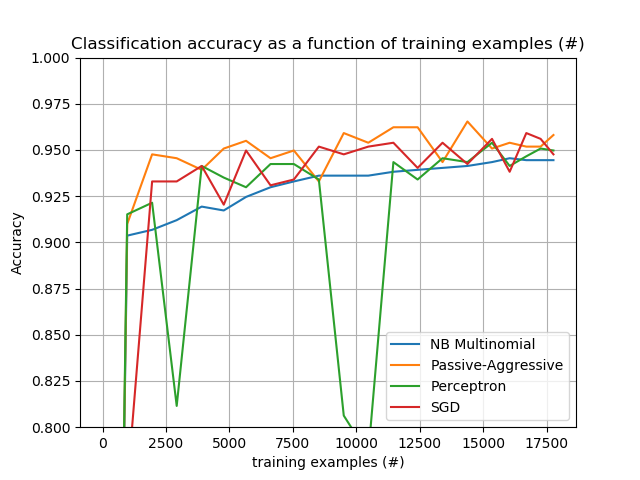 Classification accuracy as a function of training examples (#)
1.000
0.975
0.950
0.925
0.900
0.875
0.850
0.825
0.800
Accuracy
NB Multinomial
Passive-Aggressive
Perceptron
SGD
0 2500 5000 7500 10000 12500 15000 17500
training examples (#)